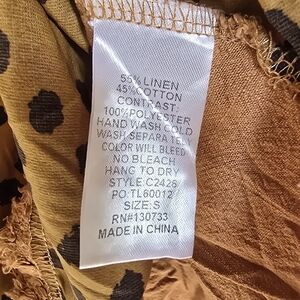 55% LINEN
45% COTTON
CONTRAST:
100% POLYESTER
HAND WASH COLD
WASH SEPARATELY
COLOR WILL BLEED
NO BLEACH
HANG TO DRY
STYLE:C2428
PO:TL60012
SIZE:S
RN#130733
MADE IN CHINA